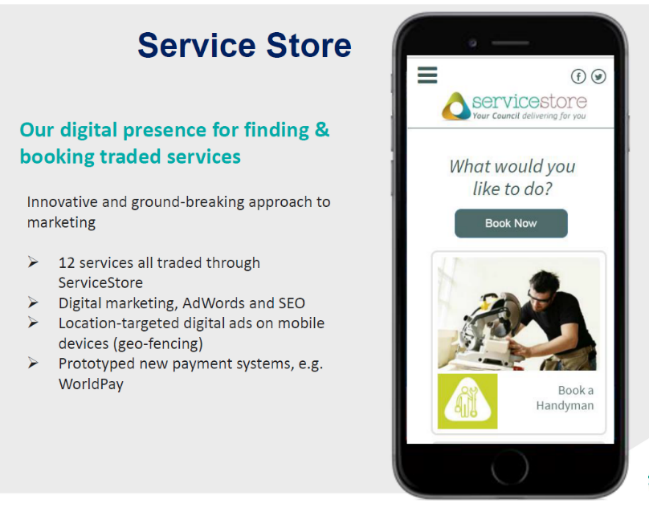 Service Store
Our digital presence for finding &
booking traded services
Innovative and ground-breaking approach to
marketing
➢ 12 services all traded through
ServiceStore
➢ Digital marketing, AdWords and SEO
➢ Location-targeted digital ads on mobile
devices (geo-fencing)
➢ Prototyped new payment systems, e.g.
WorldPay
servicestore
Your Council delivering for you
What would you
like to do?
Book Now
Book a
Handyman